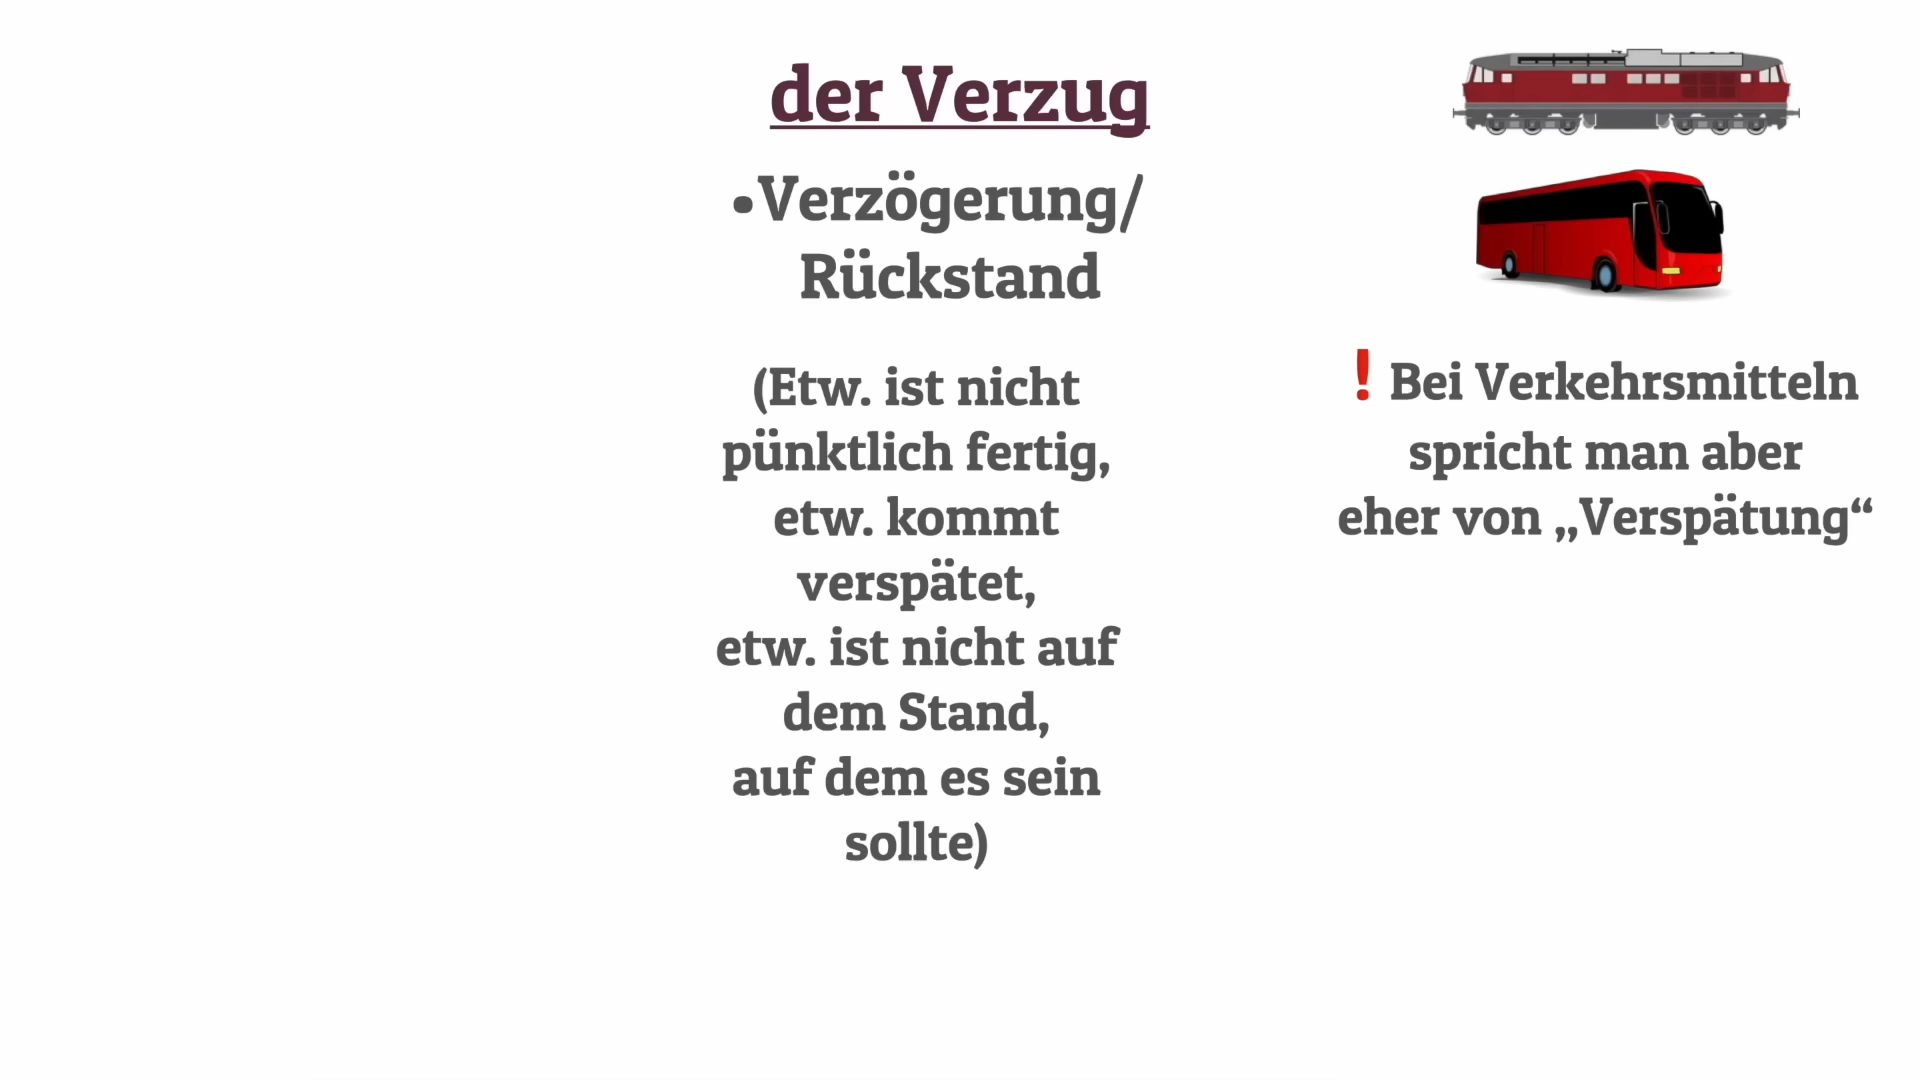 der Verzug
•Verzögerung/
Rückstand
(Etw. ist nicht
pünktlich fertig,
etw. kommt
verspätet,
etw. ist nicht auf
dem Stand,
auf dem es sein
sollte)
! Bei Verkehrsmitteln
spricht man aber
eher von „Verspätung“